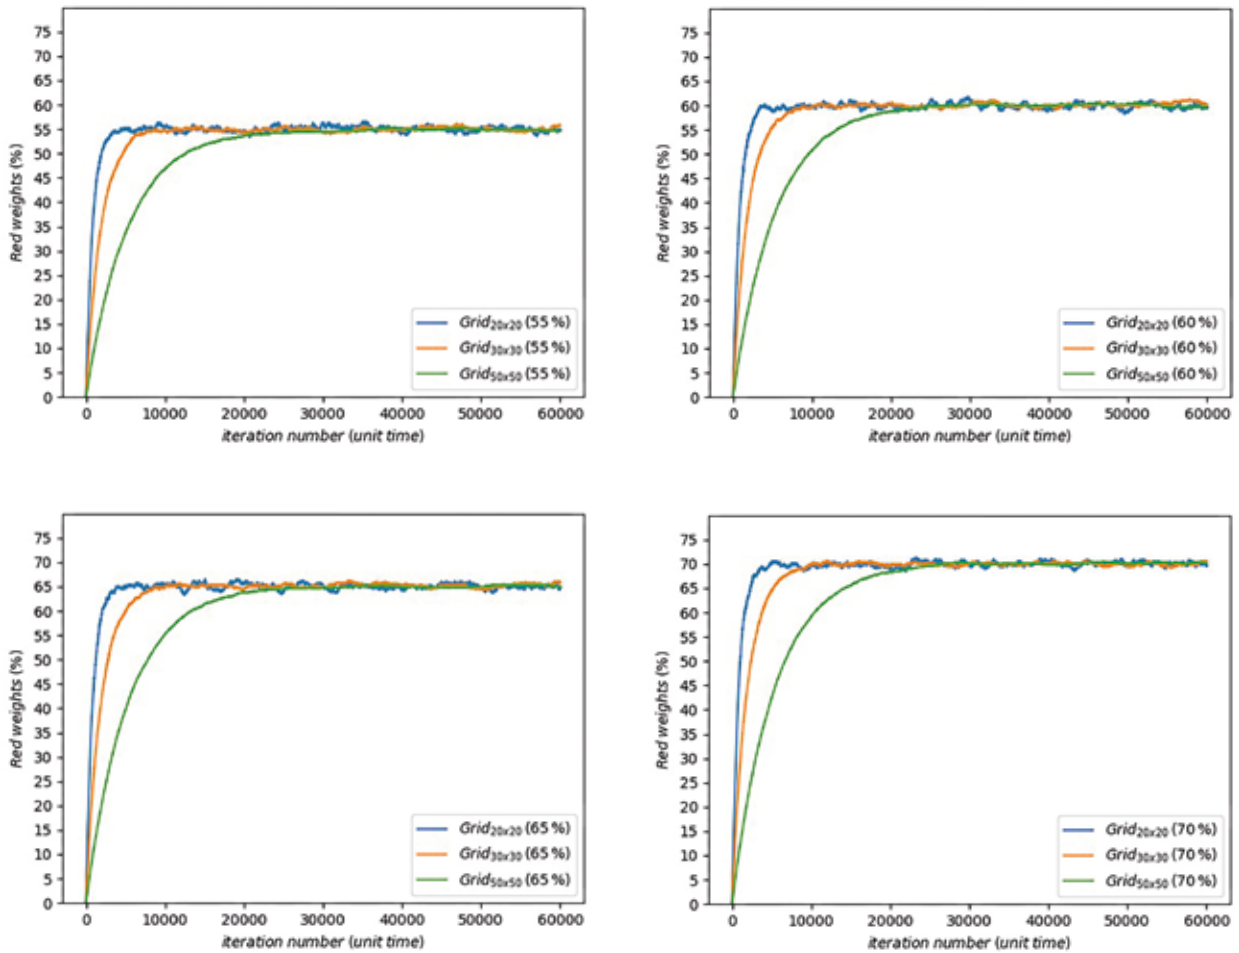 75
70
65
60
55
50
45
40
35
30
25
20
15
10
5
0
Red weights (%)
Grid20x20 (55 %)
Grid30x30 (55 %)
Grid50x50 (55 %)
0 10000 20000 30000 40000 50000 60000
iteration number (unit time)
75
70
65
60
55
50
45
40
35
30
25
20
15
10
5
0
Red weights (%)
Grid20x20 (60 %)
Grid30x30 (60 %)
Grid50x50 (60 %)
0 10000 20000 30000 40000 50000 60000
iteration number (unit time)
75
70
65
60
55
50
45
40
35
30
25
20
15
10
5
0
Red weights (%)
Grid20x20 (65 %)
Grid30x30 (65 %)
Grid50x50 (65 %)
0 10000 20000 30000 40000 50000 60000
iteration number (unit time)
75
70
65
60
55
50
45
40
35
30
25
20
15
10
5
0
Red weights (%)
Grid20x20 (70 %)
Grid30x30 (70 %)
Grid50x50 (70 %)
0 10000 20000 30000 40000 50000 60000
iteration number (unit time)